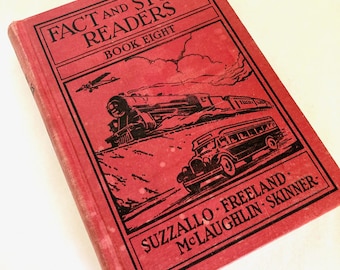 FACT AND STORY
READERS
BOOK EIGHT
SUZZALLO · FREELAND ·
McLAUGHLIN · SKINNER ·